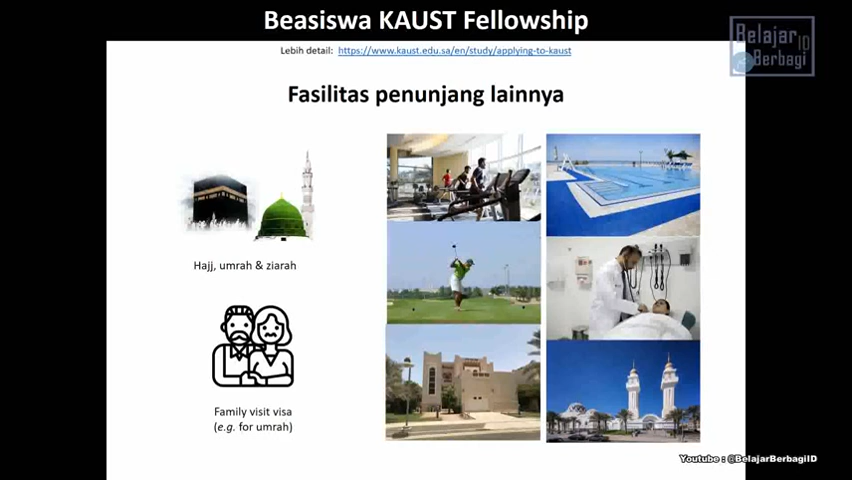 Beasiswa KAUST Fellowship
Belajar ID
Berbagi
Lebih detail: https://www.kaust.edu.sa/en/study/applying-to-kaust
Fasilitas penunjang lainnya
Hajj, umrah & ziarah
Family visit visa
(e.g. for umrah)
Youtube : @BelajarBerbagiID